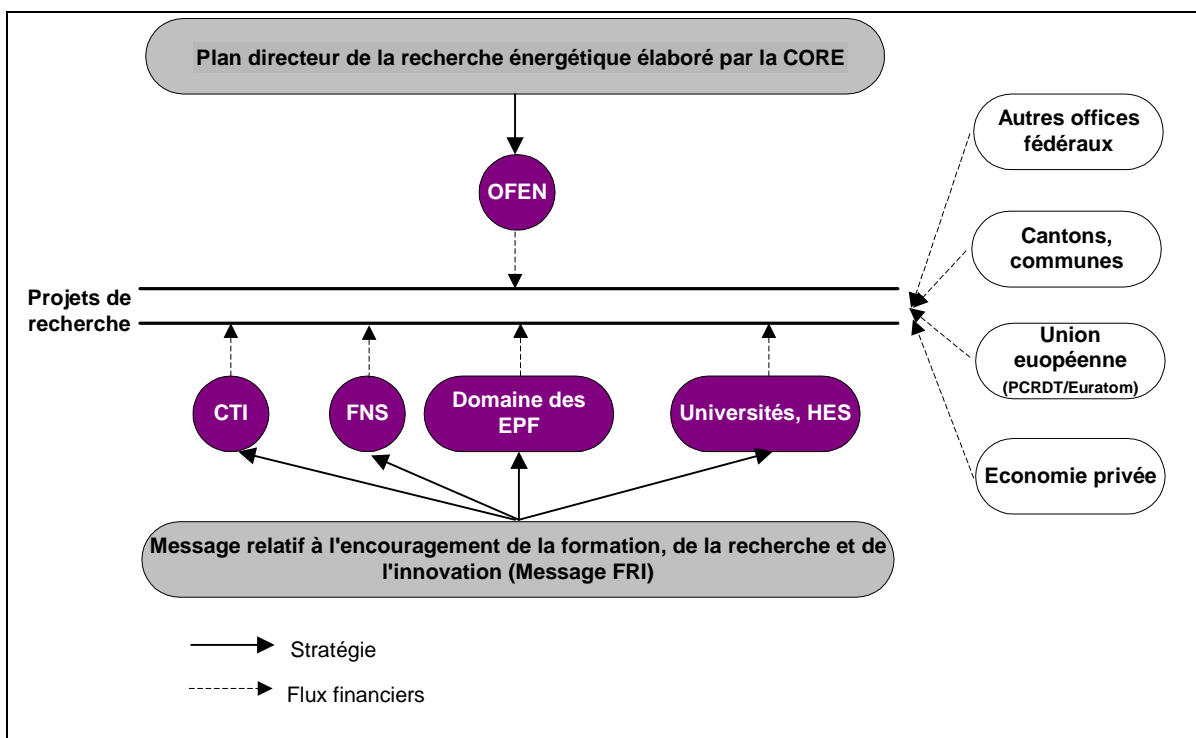 Plan directeur de la recherche énergétique élaboré par la CORE
Autres offices
fédéraux
OFEN
Cantons,
communes
Projets de
recherche
Union
euopéenne
(PCRDT/Euratom)
CTI
FNS
Domaine des
EPF
Universités, HES
Economie privée
Message relatif à l'encouragement de la formation, de la recherche et de
l'innovation (Message FRI)
Stratégie
Flux financiers